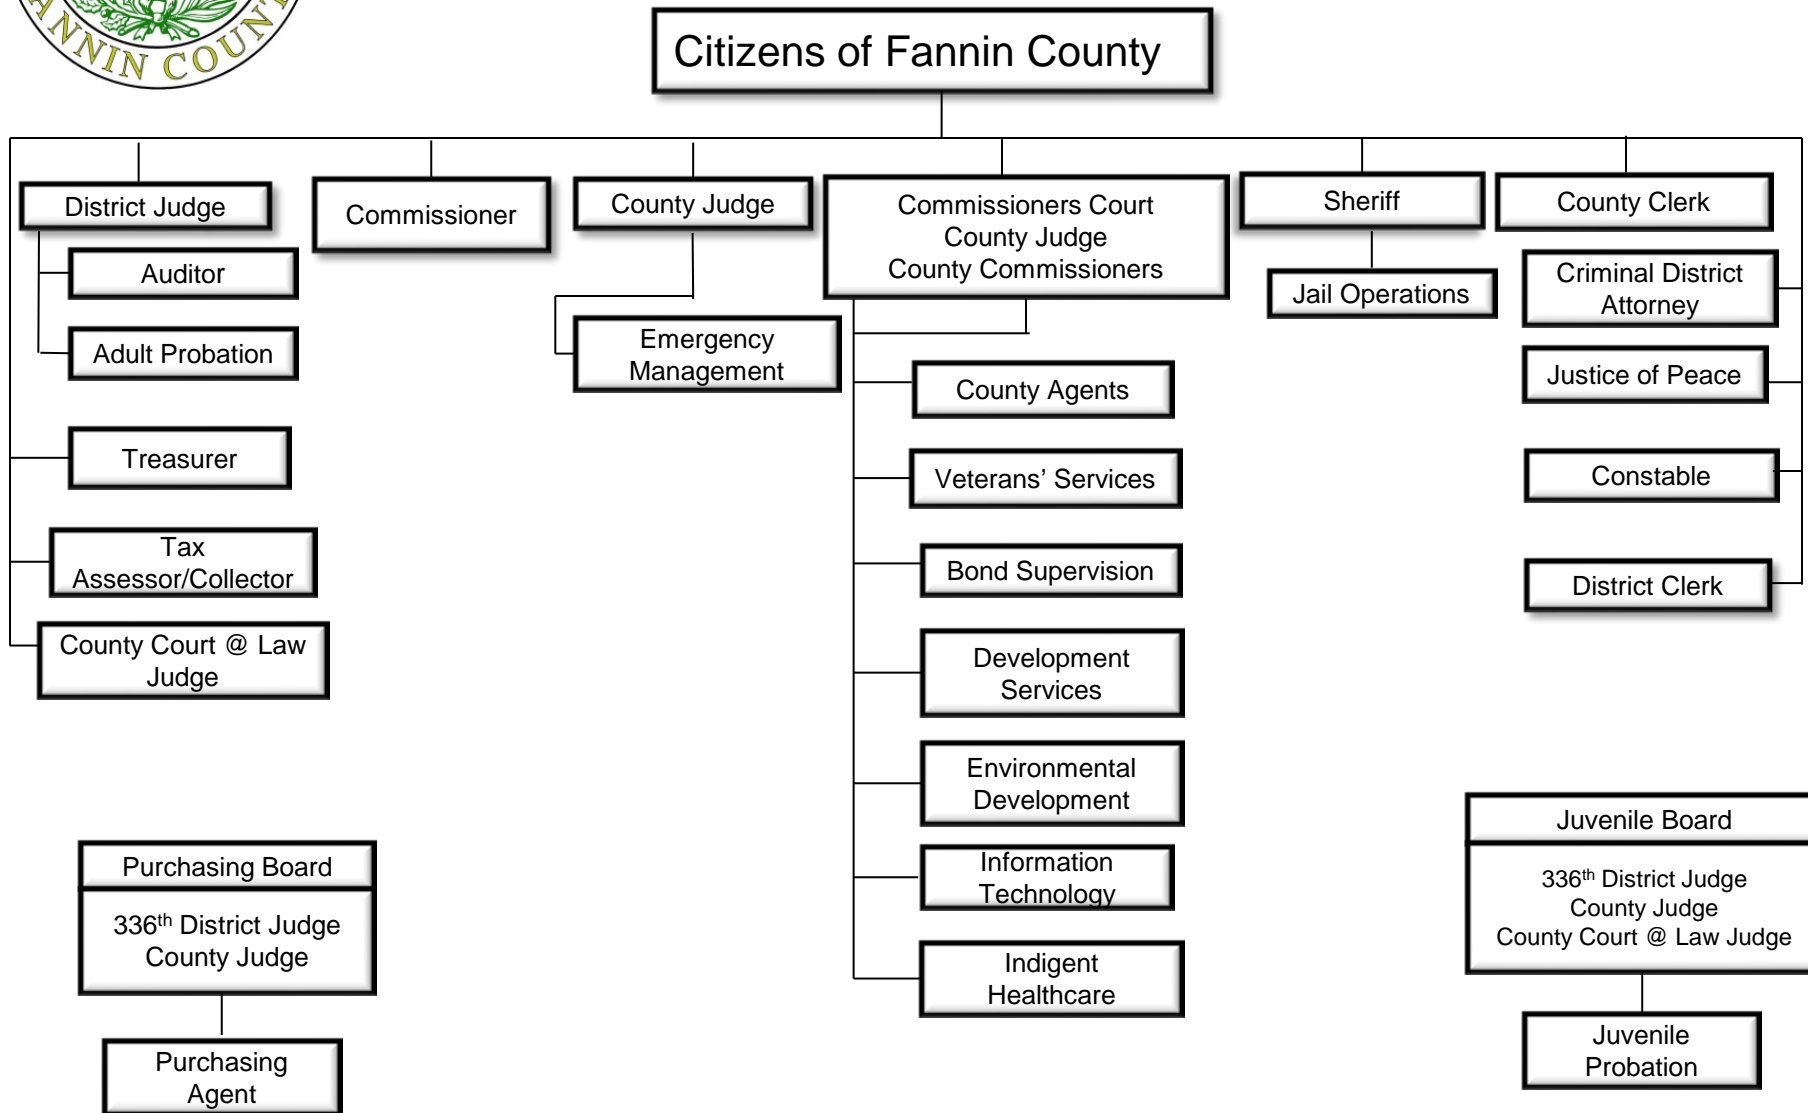 ANNIN COUNT
Citizens of Fannin County
District Judge
Commissioner
County Judge
Commissioners Court
County Judge
County Commissioners
Sheriff
County Clerk
Auditor
Adult Probation
Treasurer
Tax
Assessor/Collector
County Court @ Law
Judge
Emergency
Management
County Agents
Veterans’ Services
Bond Supervision
Development
Services
Environmental
Development
Information
Technology
Indigent
Healthcare
Jail Operations
Criminal District
Attorney
Justice of Peace
Constable
District Clerk
Purchasing Board
336th District Judge
County Judge
Purchasing
Agent
Juvenile Board
336th District Judge
County Judge
County Court @ Law Judge
Juvenile
Probation